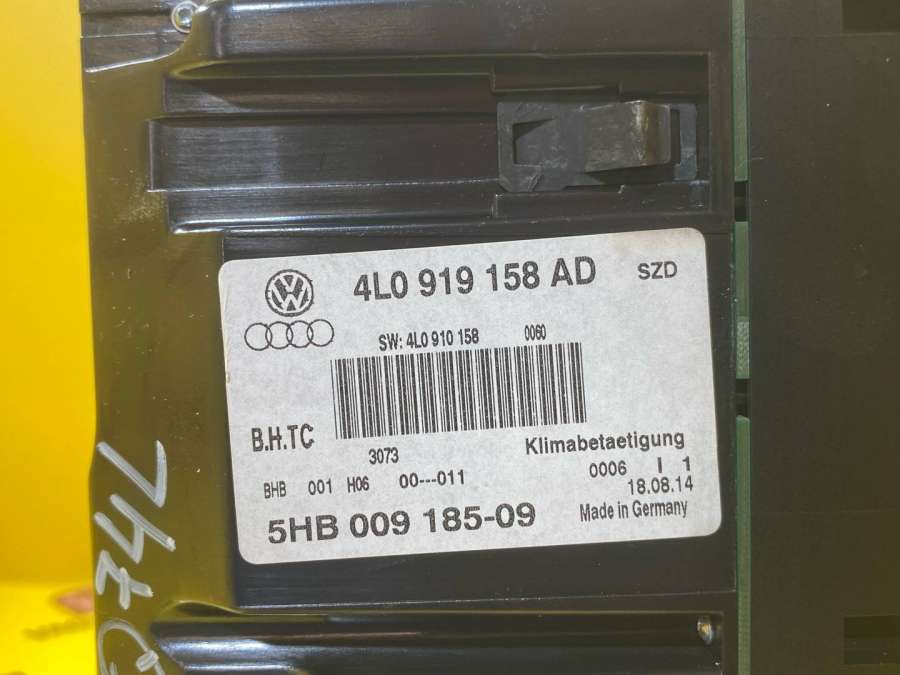 4L0 919 158 AD SZD
SW: 4L0 910 158 0060
B.H.TC
3073
Klimabetaetigung
BHB 001 H06 00---011
0006 I 1
18.08.14
5HB 009 185-09
Made in Germany